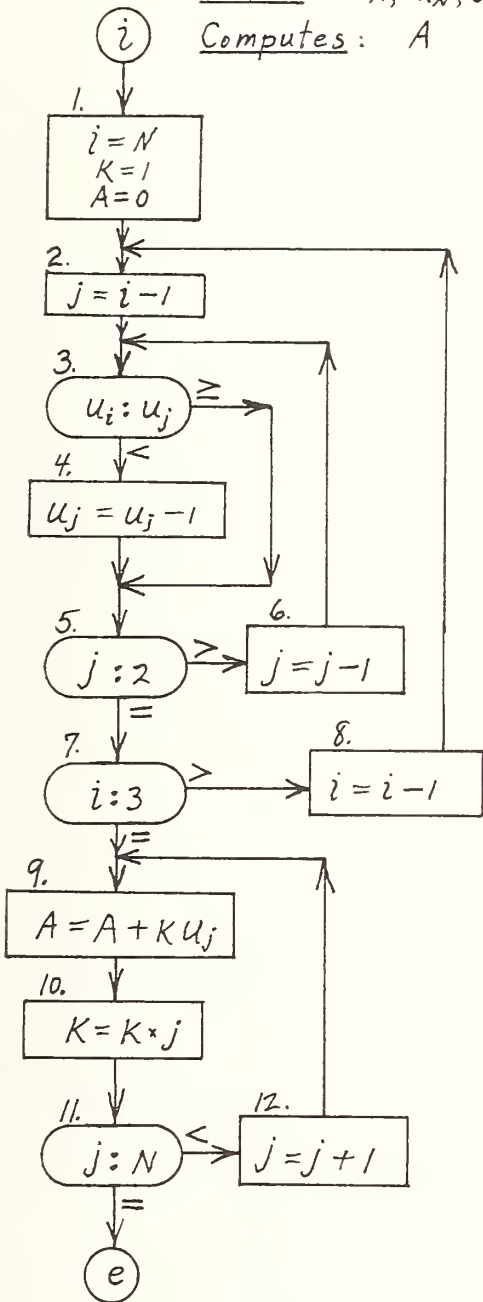 Computes: A
i
1.
i = N
K = 1
A = 0
2.
j = i - 1
3.
u_i : u_j
≥
<
4.
u_j = u_j - 1
5.
j : 2
>
=
6.
j = j - 1
7.
i : 3
>
=
8.
i = i - 1
9.
A = A + K u_j
10.
K = K × j
11.
j : N
<
=
12.
j = j + 1
e